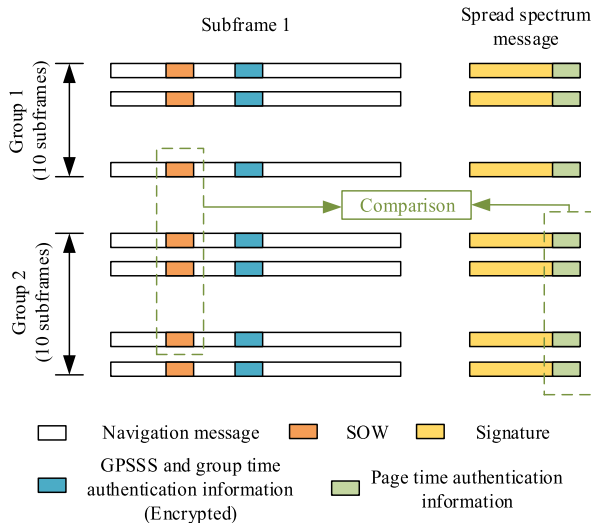 Subframe 1
Spread spectrum
message
Group 1
(10 subframes)
Comparison
Group 2
(10 subframes)
Navigation message
SOW
Signature
GPSSS and group time
authentication information
(Encrypted)
Page time authentication
information